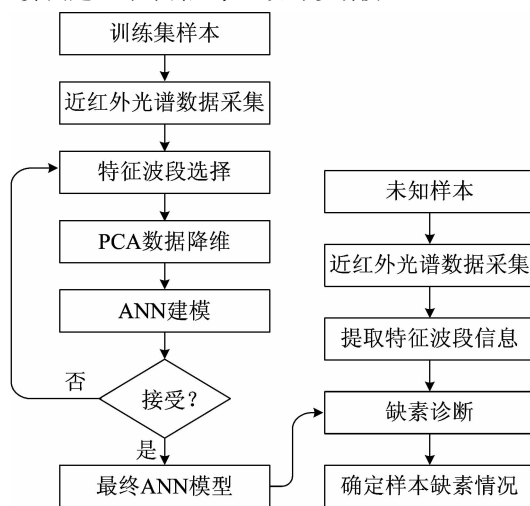 训练集样本
近红外光谱数据采集
特征波段选择
PCA数据降维
ANN建模
接受?
否
是
最终ANN模型
未知样本
近红外光谱数据采集
提取特征波段信息
缺素诊断
确定样本缺素情况